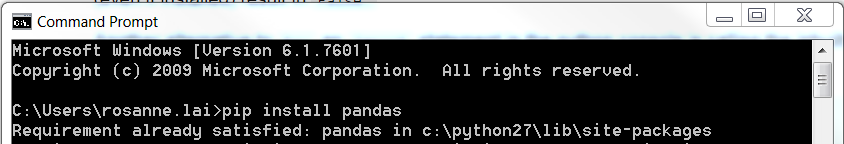 Command Prompt
Microsoft Windows [Version 6.1.7601]
Copyright (c) 2009 Microsoft Corporation.  All rights reserved.
C:\Users\rosanne.lai>pip install pandas
Requirement already satisfied: pandas in c:\python27\lib\site-packages